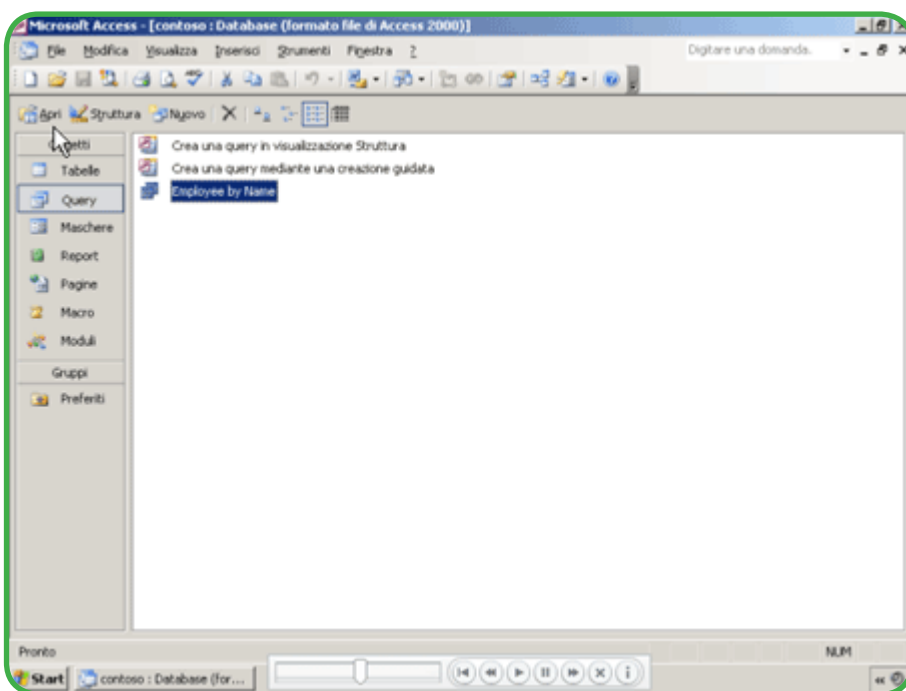 Microsoft Access - [contoso : Database (formato file di Access 2000)]
File Modifica Visualizza Inserisci Strumenti Finestra ? Digitare una domanda.
Apri Struttura Nuovo
Oggetti
Crea una query in visualizzazione Struttura
Tabelle
Crea una query mediante una creazione guidata
Query
Employee by Name
Maschere
Report
Pagine
Macro
Moduli
Gruppi
Preferiti
Pronto NUM
Start contoso : Database (for...